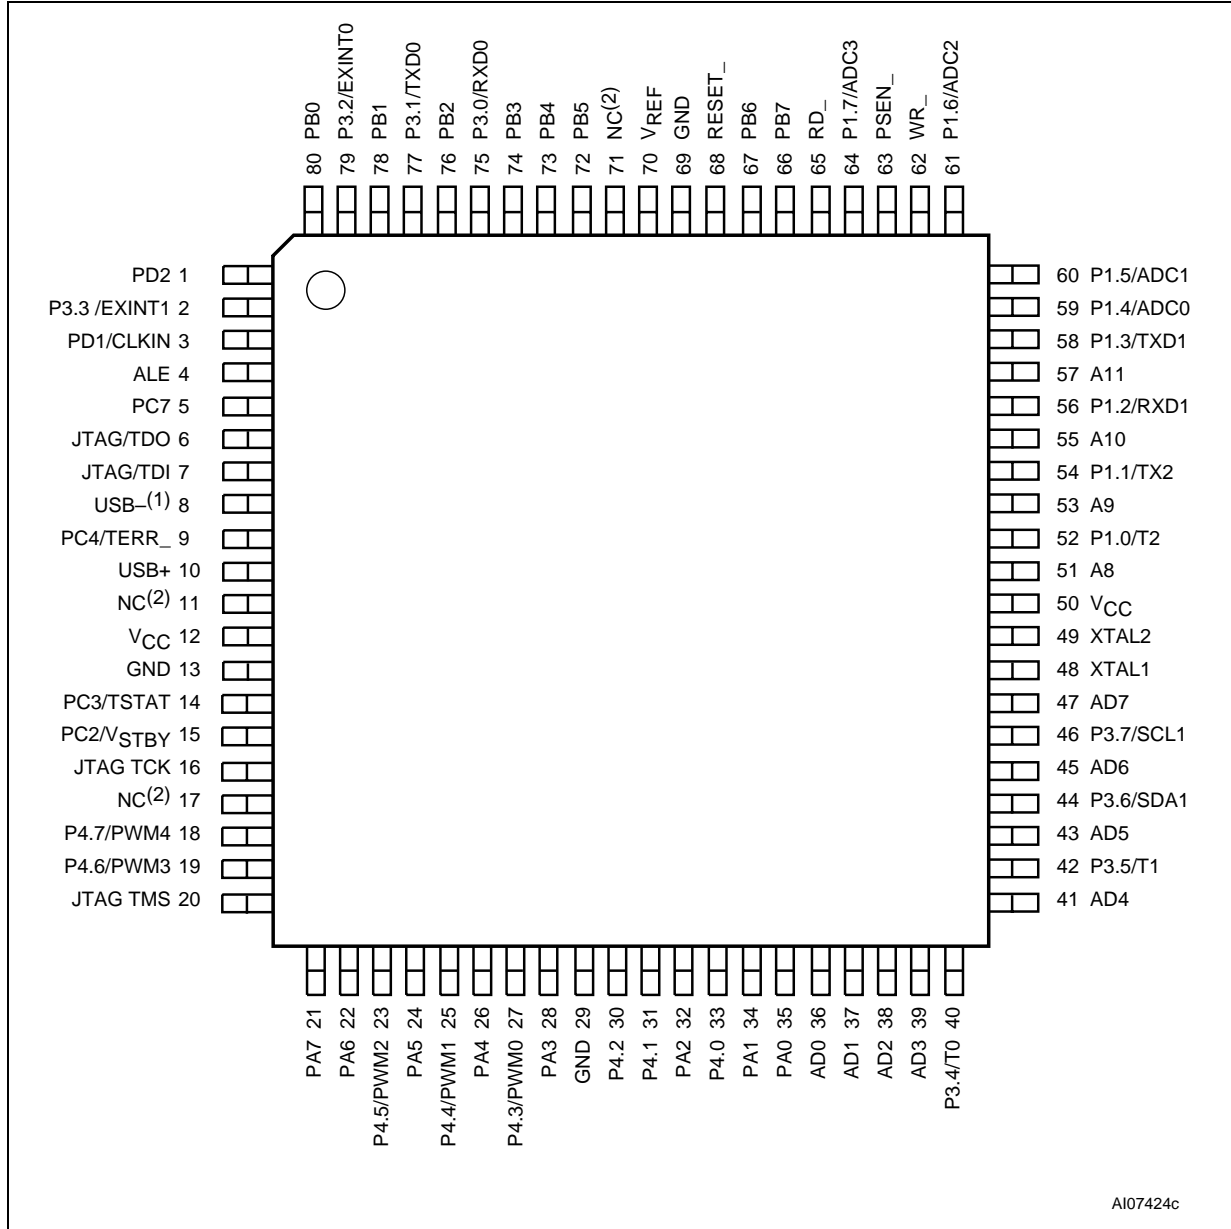 80 PB0
79 P3.2/EXINT0
78 PB1
77 P3.1/TXD0
76 PB2
75 P3.0/RXD0
74 PB3
73 PB4
72 PB5
71 NC(2)
70 VREF
69 GND
68 RESET_
67 PB6
66 PB7
65 RD_
64 P1.7/ADC3
63 PSEN_
62 WR_
61 P1.6/ADC2
PD2 1
P3.3 /EXINT1 2
PD1/CLKIN 3
ALE 4
PC7 5
JTAG/TDO 6
JTAG/TDI 7
USB–(1) 8
PC4/TERR_ 9
USB+ 10
NC(2) 11
VCC 12
GND 13
PC3/TSTAT 14
PC2/VSTBY 15
JTAG TCK 16
NC(2) 17
P4.7/PWM4 18
P4.6/PWM3 19
JTAG TMS 20
60 P1.5/ADC1
59 P1.4/ADC0
58 P1.3/TXD1
57 A11
56 P1.2/RXD1
55 A10
54 P1.1/TX2
53 A9
52 P1.0/T2
51 A8
50 VCC
49 XTAL2
48 XTAL1
47 AD7
46 P3.7/SCL1
45 AD6
44 P3.6/SDA1
43 AD5
42 P3.5/T1
41 AD4
PA7 21
PA6 22
P4.5/PWM2 23
PA5 24
P4.4/PWM1 25
PA4 26
P4.3/PWM0 27
PA3 28
GND 29
P4.2 30
P4.1 31
PA2 32
P4.0 33
PA1 34
PA0 35
AD0 36
AD1 37
AD2 38
AD3 39
P3.4/T0 40
AI07424c